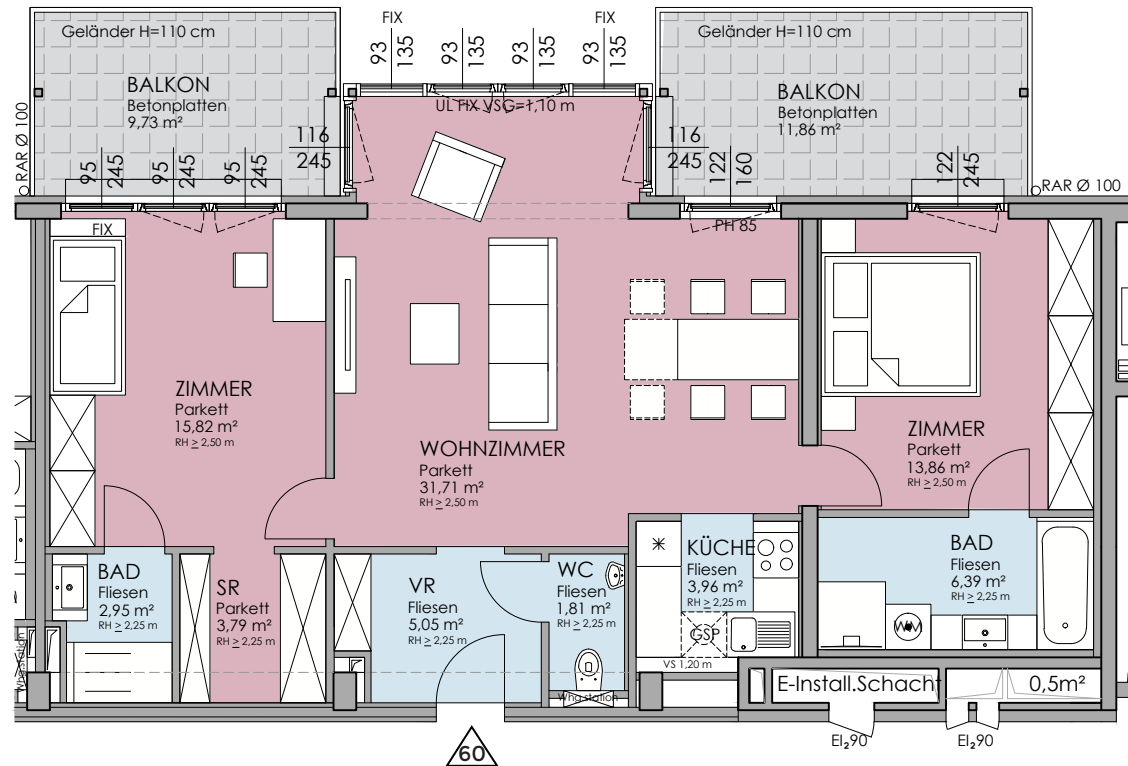 Geländer H=110 cm
BALKON
Betonplatten
9,73 m²
FIX
93
135
93
135
93
135
FIX
93
135
Geländer H=110 cm
BALKON
Betonplatten
11,86 m²
RAR Ø 100
UL FIX VSG=1,10 m
116
245
116
245
95
245
95
245
95
245
122
160
122
245
RAR Ø 100
FIX
PH 85
ZIMMER
Parkett
15,82 m²
RH ≥ 2,50 m
WOHNZIMMER
Parkett
31,71 m²
RH ≥ 2,50 m
ZIMMER
Parkett
13,86 m²
RH ≥ 2,50 m
BAD
Fliesen
2,95 m²
RH ≥ 2,25 m
SR
Parkett
3,79 m²
RH ≥ 2,25 m
VR
Fliesen
5,05 m²
RH ≥ 2,25 m
WC
Fliesen
1,81 m²
RH ≥ 2,25 m
KÜCHE
Fliesen
3,96 m²
RH ≥ 2,25 m
GSP
VS 1,20 m
BAD
Fliesen
6,39 m²
RH ≥ 2,25 m
WM
Whg.station
Whg.station
E-Install.Schacht
0,5m²
EI₂90
EI₂90
60